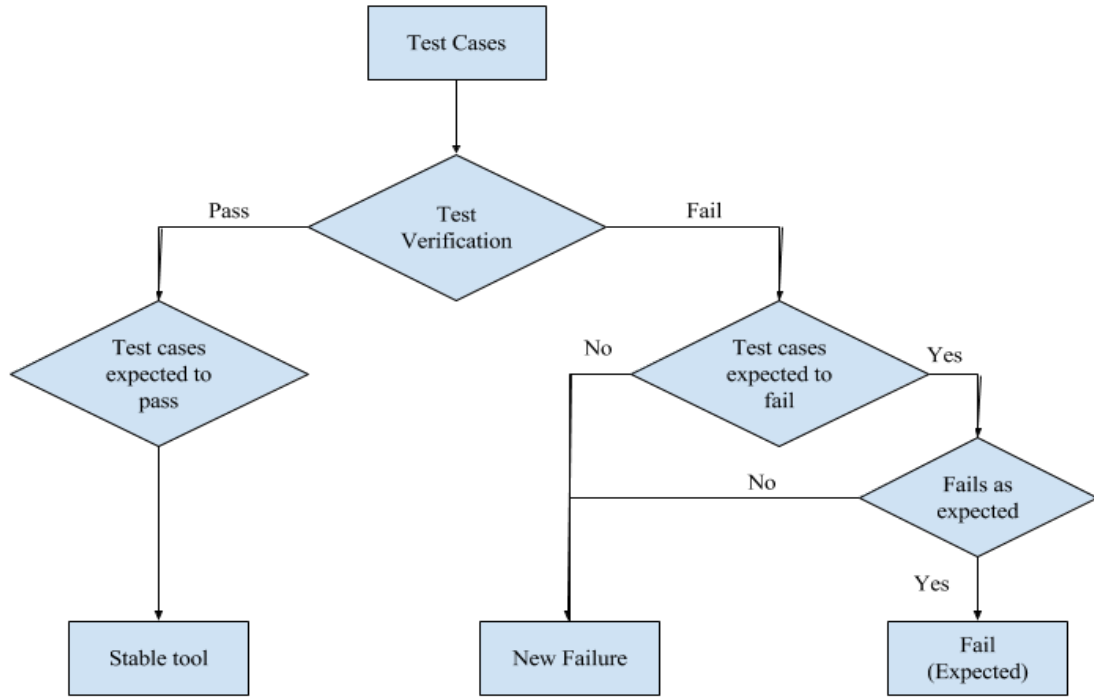 Test Cases
Pass
Test
Verification
Fail
Test cases
expected to
pass
No
Test cases
expected to
fail
Yes
No
Fails as
expected
Yes
Stable tool
New Failure
Fail
(Expected)